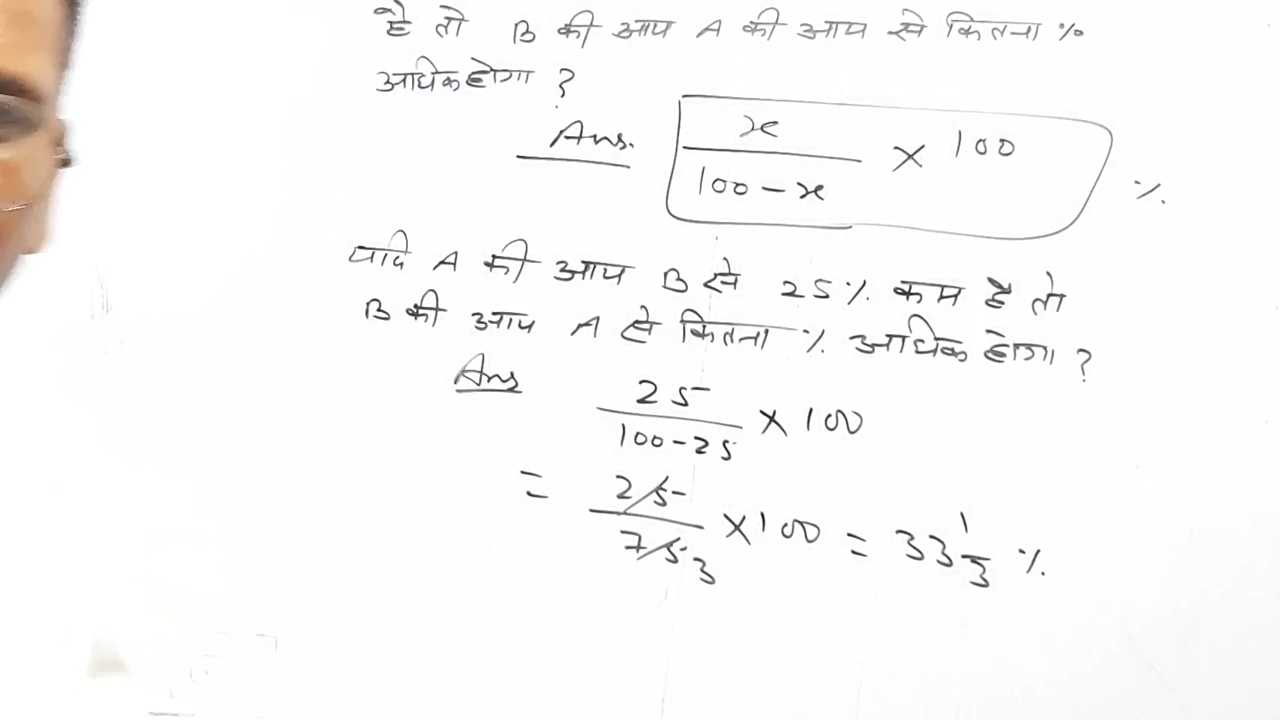 है तो B की आय A की आय से कितना %
अधिक होगा ?
Ans. x / 100 - x × 100 %
यदि A की आय B से 25 % कम है तो
B की आय A से कितना % अधिक होगा ?
Ans 25 / 100 - 25 × 100
= 25 / 75 3 × 100 = 33 1/3 %